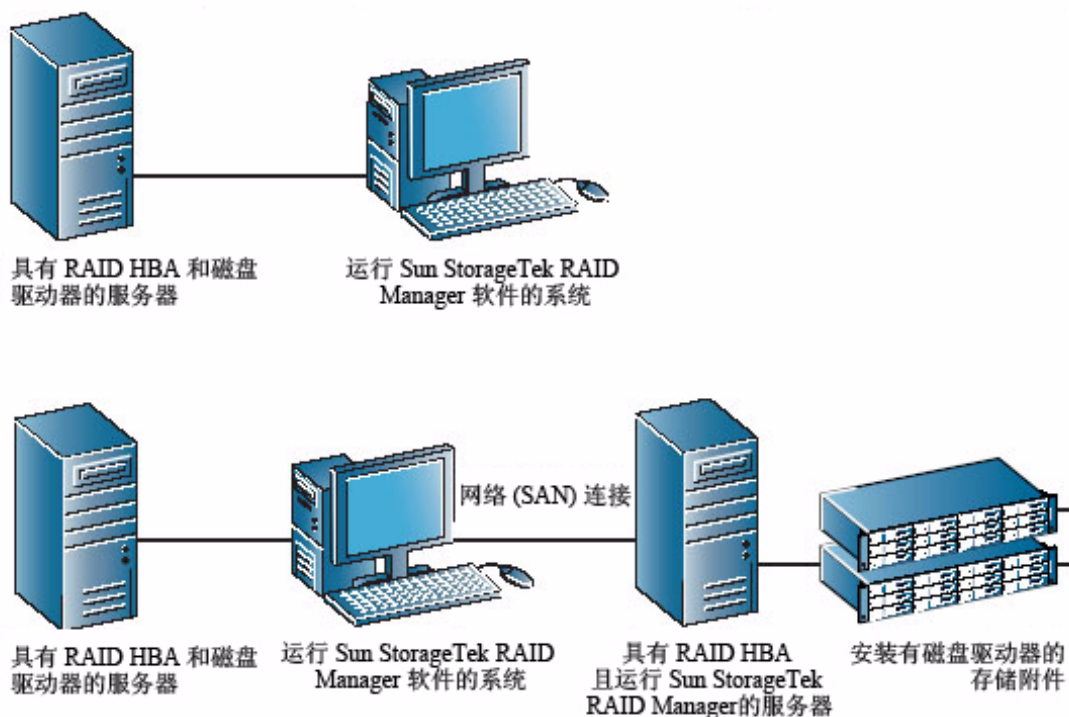 具有 RAID HBA 和磁盘
驱动器的服务器
运行 Sun StorageTek RAID
Manager 软件的系统
网络 (SAN) 连接
具有 RAID HBA 和磁盘
驱动器的服务器
运行 Sun StorageTek RAID
Manager 软件的系统
具有 RAID HBA
且运行 Sun StorageTek
RAID Manager的服务器
安装有磁盘驱动器的
存储附件